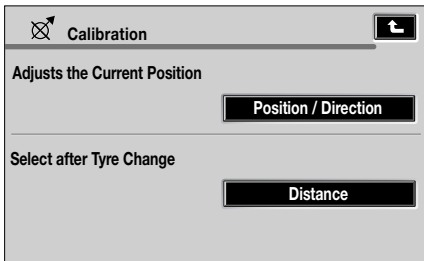 Calibration
Adjusts the Current Position
Position / Direction
Select after Tyre Change
Distance